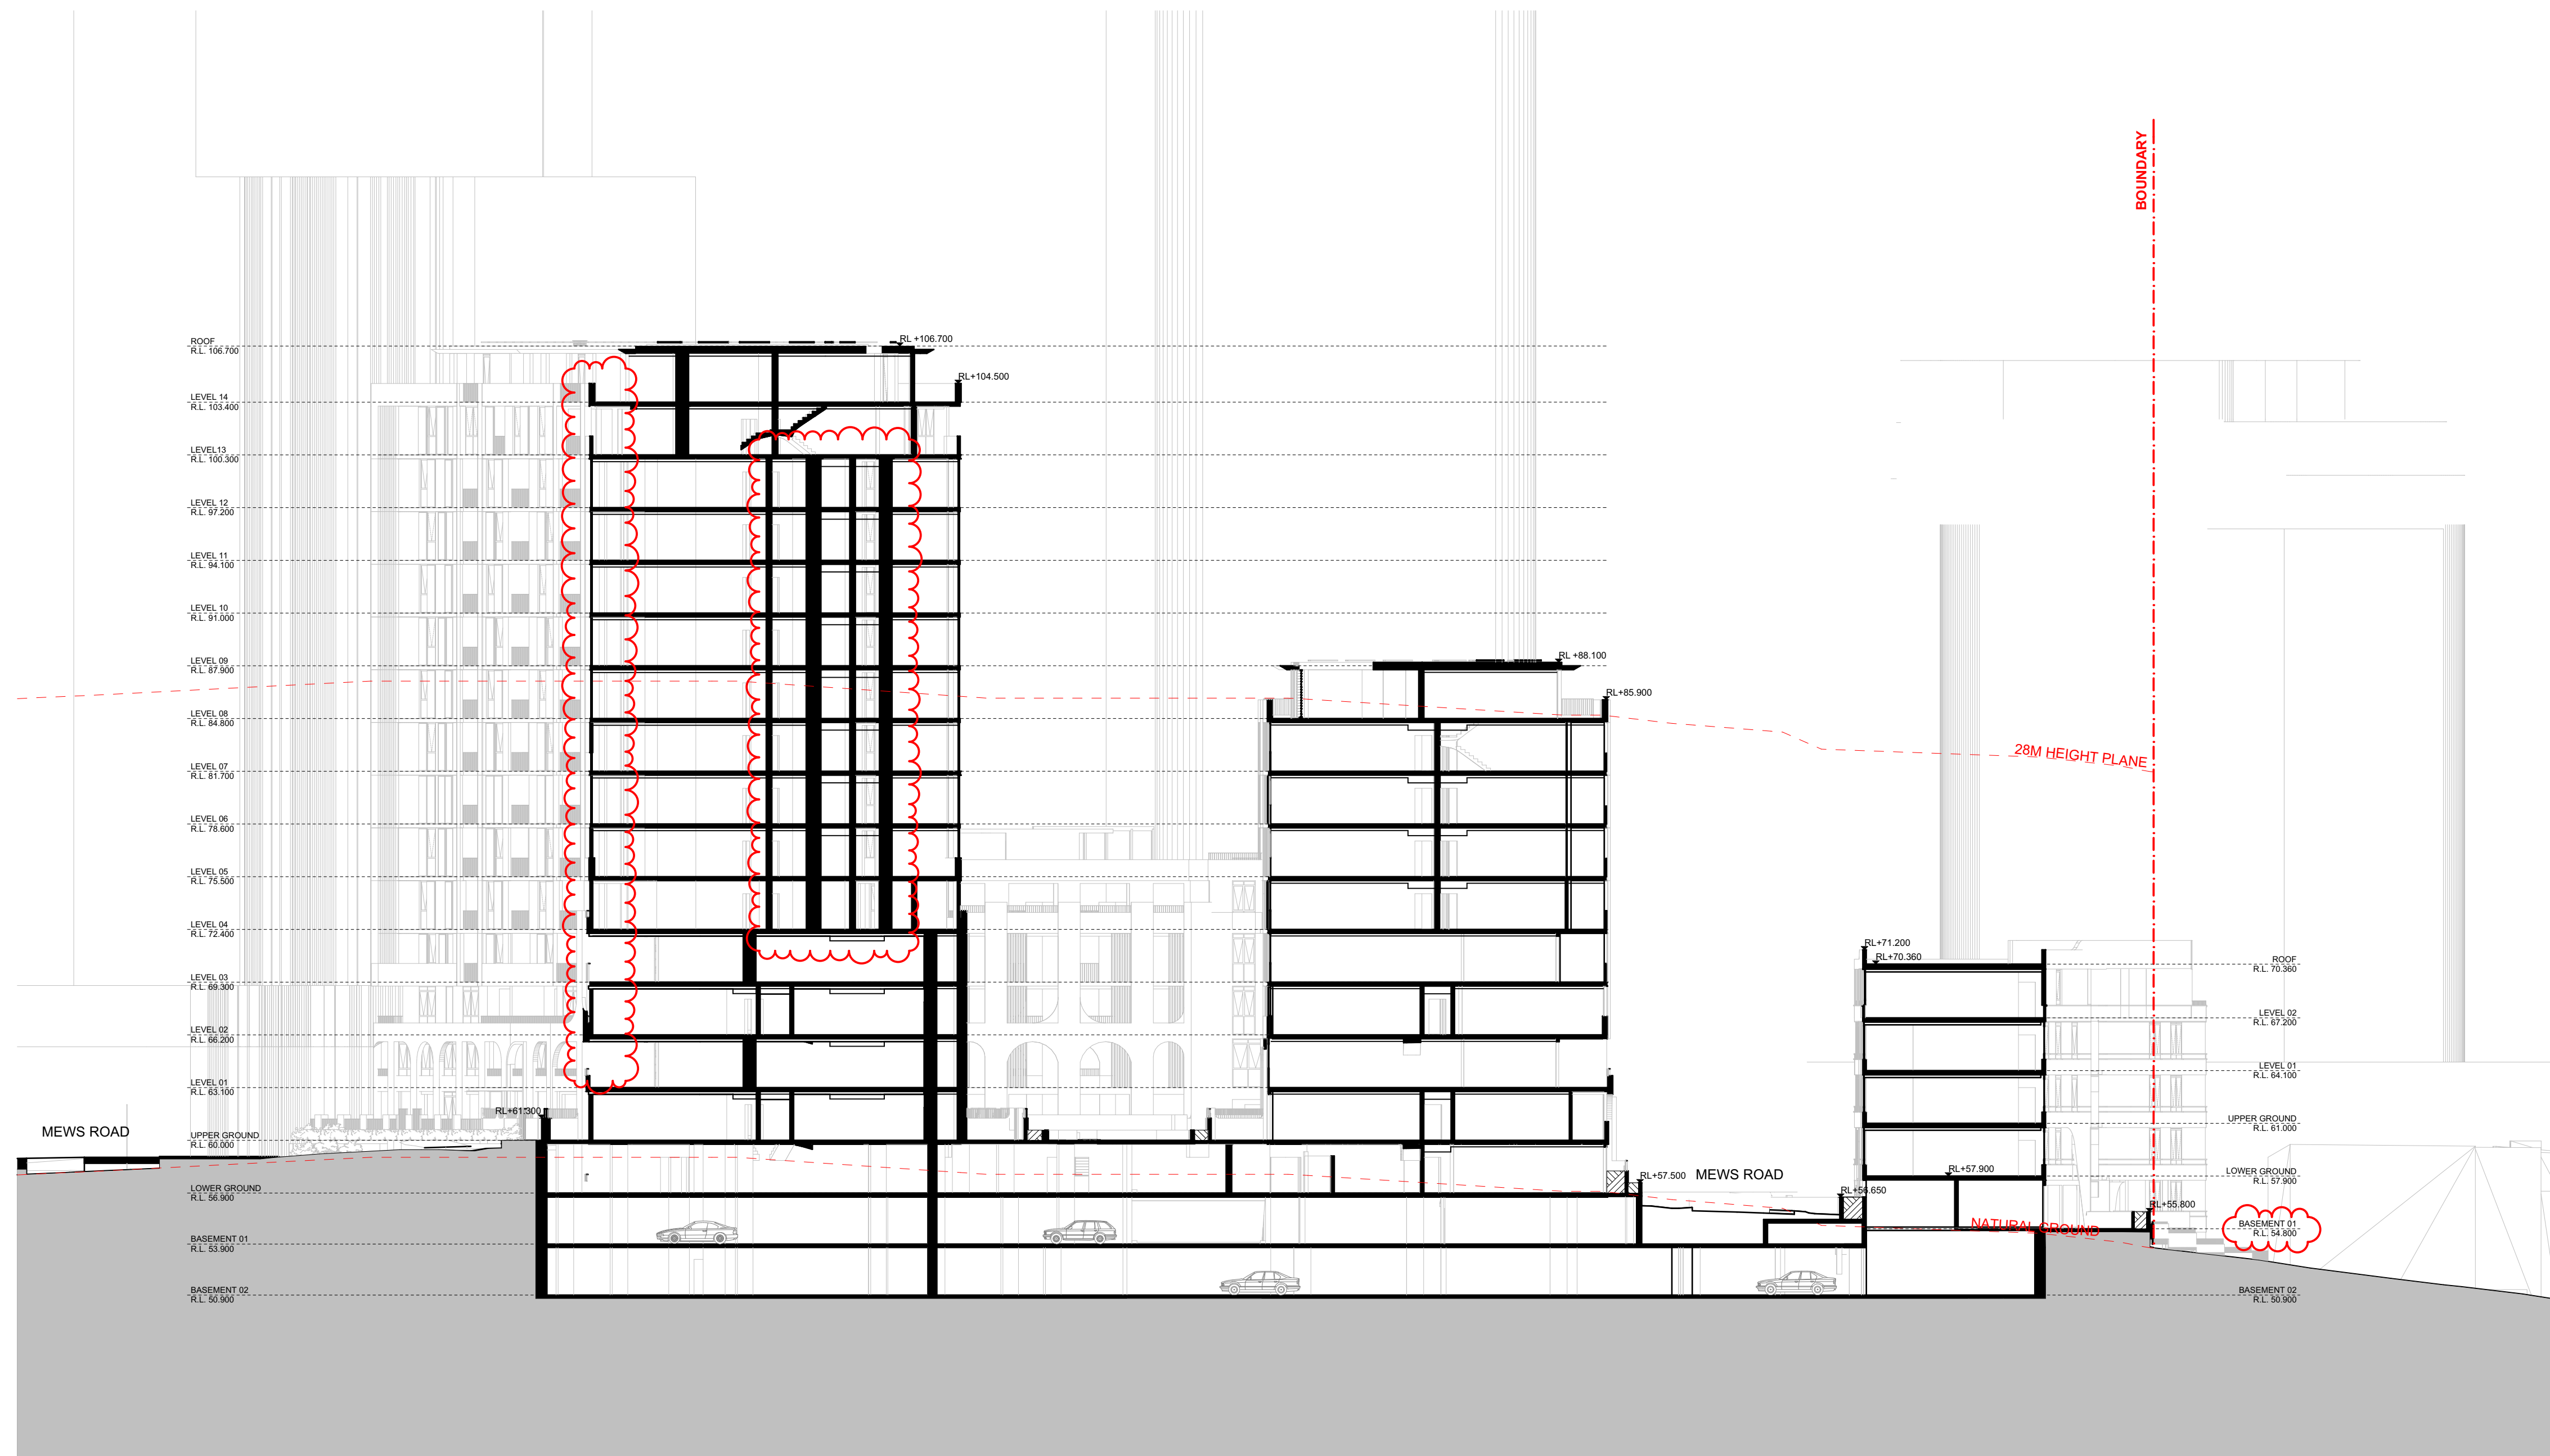 BOUNDARY
ROOF
R.L. 106.700
RL +106.700
RL+104.500
LEVEL 14
R.L. 103.400
LEVEL13
R.L. 100.300
LEVEL 12
R.L. 97.200
LEVEL 11
R.L. 94.100
LEVEL 10
R.L. 91.000
LEVEL 09
R.L. 87.900
RL +88.100
RL+85.900
LEVEL 08
R.L. 84.800
28M HEIGHT PLANE
LEVEL 07
R.L. 81.700
LEVEL 06
R.L. 78.600
LEVEL 05
R.L. 75.500
LEVEL 04
R.L. 72.400
RL+71.200
RL+70.360
ROOF
R.L. 70.360
LEVEL 03
R.L. 69.300
LEVEL 02
R.L. 67.200
LEVEL 02
R.L. 66.200
LEVEL 01
R.L. 64.100
LEVEL 01
R.L. 63.100
RL+61.300
UPPER GROUND
R.L. 61.000
MEWS ROAD
UPPER GROUND
R.L. 60.000
RL+57.500
MEWS ROAD
RL+57.900
LOWER GROUND
R.L. 57.900
LOWER GROUND
R.L. 56.900
RL+56.650
RL+55.800
NATURAL GROUND
BASEMENT 01
R.L. 54.800
BASEMENT 01
R.L. 53.900
BASEMENT 02
R.L. 50.900
BASEMENT 02
R.L. 50.900